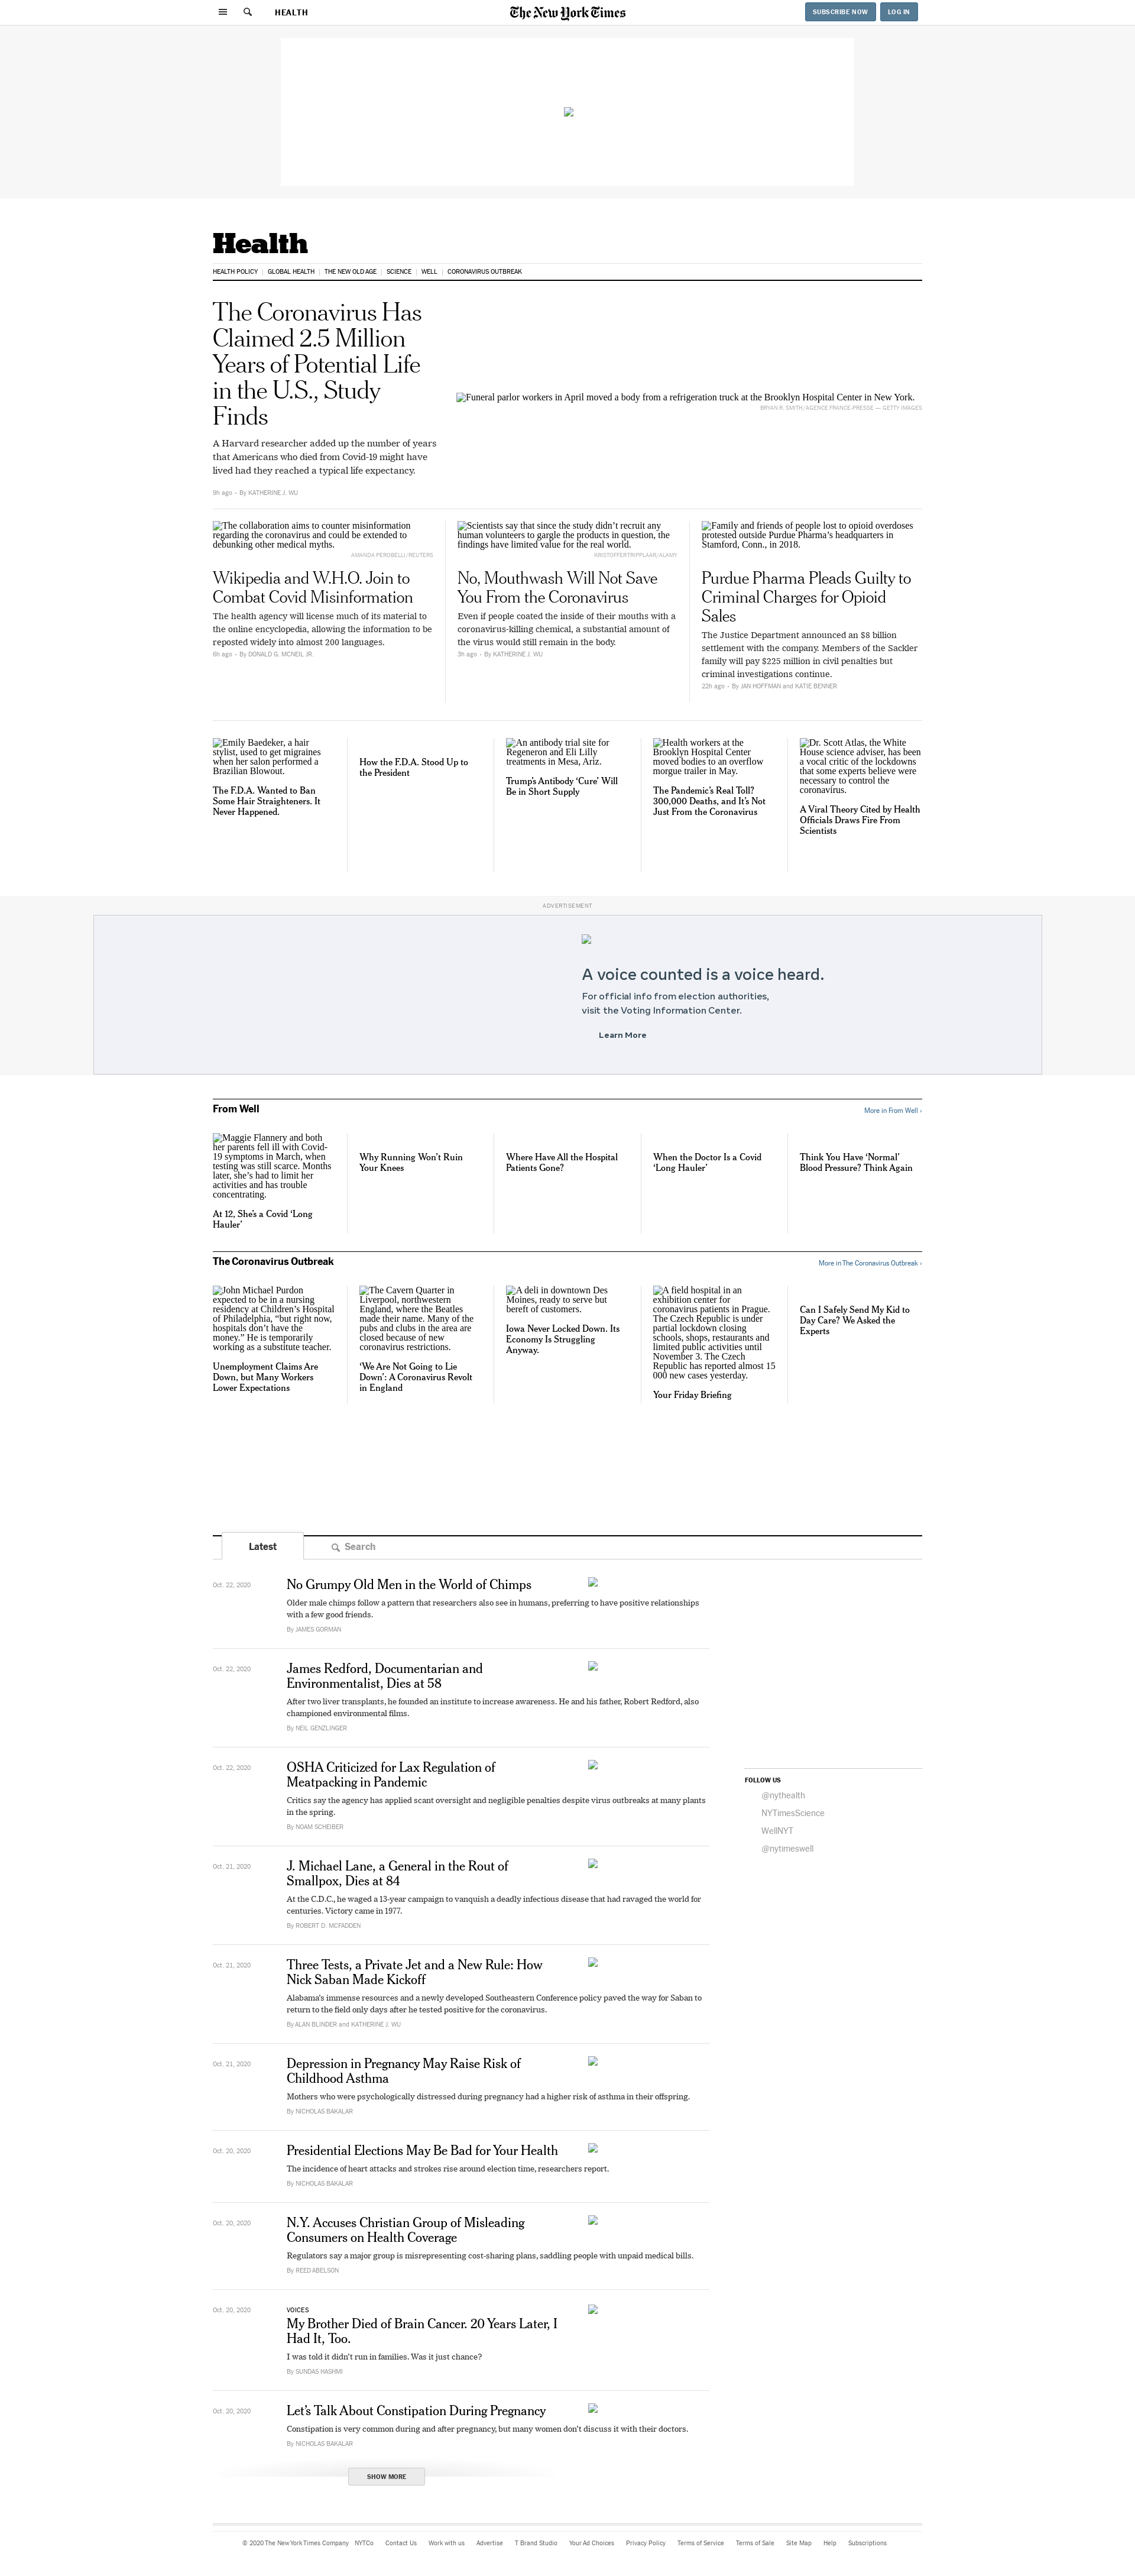 HEALTH
The New York Times
SUBSCRIBE NOW
LOG IN
Health
HEALTH POLICY
GLOBAL HEALTH
THE NEW OLD AGE
SCIENCE
WELL
CORONAVIRUS OUTBREAK
The Coronavirus Has
Claimed 2.5 Million
Years of Potential Life
in the U.S., Study
Finds
A Harvard researcher added up the number of years
that Americans who died from Covid-19 might have
lived had they reached a typical life expectancy.
9h ago • By KATHERINE J. WU
Funeral parlor workers in April moved a body from a refrigeration truck at the Brooklyn Hospital Center in New York.
BRYAN R. SMITH/AGENCE FRANCE-PRESSE — GETTY IMAGES
The collaboration aims to counter misinformation
regarding the coronavirus and could be extended to
debunking other medical myths.
AMANDA PEROBELLI/REUTERS
Wikipedia and W.H.O. Join to
Combat Covid Misinformation
The health agency will license much of its material to
the online encyclopedia, allowing the information to be
reposted widely into almost 200 languages.
6h ago • By DONALD G. MCNEIL JR.
Scientists say that since the study didn't recruit any
human volunteers to gargle the products in question, the
findings have limited value for the real world.
KRISTOFFERTRIPPLAAR/ALAMY
No, Mouthwash Will Not Save
You From the Coronavirus
Even if people coated the inside of their mouths with a
coronavirus-killing chemical, a substantial amount of
the virus would still remain in the body.
3h ago • By KATHERINE J. WU
Family and friends of people lost to opioid overdoses
protested outside Purdue Pharma's headquarters in
Stamford, Conn., in 2018.
Purdue Pharma Pleads Guilty to
Criminal Charges for Opioid
Sales
The Justice Department announced an $8 billion
settlement with the company. Members of the Sackler
family will pay $225 million in civil penalties but
criminal investigations continue.
22h ago • By JAN HOFFMAN and KATIE BENNER
Emily Baedeker, a hair
stylist, used to get migraines
when her salon performed a
Brazilian Blowout.
The F.D.A. Wanted to Ban
Some Hair Straighteners. It
Never Happened.
How the F.D.A. Stood Up to
the President
An antibody trial site for
Regeneron and Eli Lilly
treatments in Mesa, Ariz.
Trump's Antibody 'Cure' Will
Be in Short Supply
Health workers at the
Brooklyn Hospital Center
moved bodies to an overflow
morgue trailer in May.
The Pandemic's Real Toll?
300,000 Deaths, and It's Not
Just From the Coronavirus
Dr. Scott Atlas, the White
House science adviser, has been
a vocal critic of the lockdowns
that some experts believe were
necessary to control the
coronavirus.
A Viral Theory Cited by Health
Officials Draws Fire From
Scientists
ADVERTISEMENT
A voice counted is a voice heard.
For official info from election authorities,
visit the Voting Information Center.
Learn More
From Well
More in From Well ›
Maggie Flannery and both
her parents fell ill with Covid-
19 symptoms in March, when
testing was still scarce. Months
later, she's had to limit her
activities and has trouble
concentrating.
At 12, She's a Covid 'Long
Hauler'
Why Running Won't Ruin
Your Knees
Where Have All the Hospital
Patients Gone?
When the Doctor Is a Covid
'Long Hauler'
Think You Have 'Normal'
Blood Pressure? Think Again
The Coronavirus Outbreak
More in The Coronavirus Outbreak ›
John Michael Purdon
expected to be in a nursing
residency at Children's Hospital
of Philadelphia, "but right now,
hospitals don't have the
money." He is temporarily
working as a substitute teacher.
Unemployment Claims Are
Down, but Many Workers
Lower Expectations
The Cavern Quarter in
Liverpool, northwestern
England, where the Beatles
made their name. Many of the
pubs and clubs in the area are
closed because of new
coronavirus restrictions.
'We Are Not Going to Lie
Down': A Coronavirus Revolt
in England
A deli in downtown Des
Moines, ready to serve but
bereft of customers.
Iowa Never Locked Down. Its
Economy Is Struggling
Anyway.
A field hospital in an
exhibition center for
coronavirus patients in Prague.
The Czech Republic is under
partial lockdown closing
schools, shops, restaurants and
limited public activities until
November 3. The Czech
Republic has reported almost 15
000 new cases yesterday.
Your Friday Briefing
Can I Safely Send My Kid to
Day Care? We Asked the
Experts
Latest
Search
Oct. 22, 2020
No Grumpy Old Men in the World of Chimps
Older male chimps follow a pattern that researchers also see in humans, preferring to have positive relationships
with a few good friends.
By JAMES GORMAN
Oct. 22, 2020
James Redford, Documentarian and
Environmentalist, Dies at 58
After two liver transplants, he founded an institute to increase awareness. He and his father, Robert Redford, also
championed environmental films.
By NEIL GENZLINGER
Oct. 22, 2020
OSHA Criticized for Lax Regulation of
Meatpacking in Pandemic
Critics say the agency has applied scant oversight and negligible penalties despite virus outbreaks at many plants
in the spring.
By NOAM SCHEIBER
FOLLOW US
@nythealth
NYTimesScience
WellNYT
@nytimeswell
Oct. 21, 2020
J. Michael Lane, a General in the Rout of
Smallpox, Dies at 84
At the C.D.C., he waged a 13-year campaign to vanquish a deadly infectious disease that had ravaged the world for
centuries. Victory came in 1977.
By ROBERT D. MCFADDEN
Oct. 21, 2020
Three Tests, a Private Jet and a New Rule: How
Nick Saban Made Kickoff
Alabama's immense resources and a newly developed Southeastern Conference policy paved the way for Saban to
return to the field only days after he tested positive for the coronavirus.
By ALAN BLINDER and KATHERINE J. WU
Oct. 21, 2020
Depression in Pregnancy May Raise Risk of
Childhood Asthma
Mothers who were psychologically distressed during pregnancy had a higher risk of asthma in their offspring.
By NICHOLAS BAKALAR
Oct. 20, 2020
Presidential Elections May Be Bad for Your Health
The incidence of heart attacks and strokes rise around election time, researchers report.
By NICHOLAS BAKALAR
Oct. 20, 2020
N.Y. Accuses Christian Group of Misleading
Consumers on Health Coverage
Regulators say a major group is misrepresenting cost-sharing plans, saddling people with unpaid medical bills.
By REED ABELSON
Oct. 20, 2020
VOICES
My Brother Died of Brain Cancer. 20 Years Later, I
Had It, Too.
I was told it didn't run in families. Was it just chance?
By SUNDAS HASHMI
Oct. 20, 2020
Let's Talk About Constipation During Pregnancy
Constipation is very common during and after pregnancy, but many women don't discuss it with their doctors.
By NICHOLAS BAKALAR
SHOW MORE
© 2020 The New York Times Company
NYTCo
Contact Us
Work with us
Advertise
T Brand Studio
Your Ad Choices
Privacy Policy
Terms of Service
Terms of Sale
Site Map
Help
Subscriptions